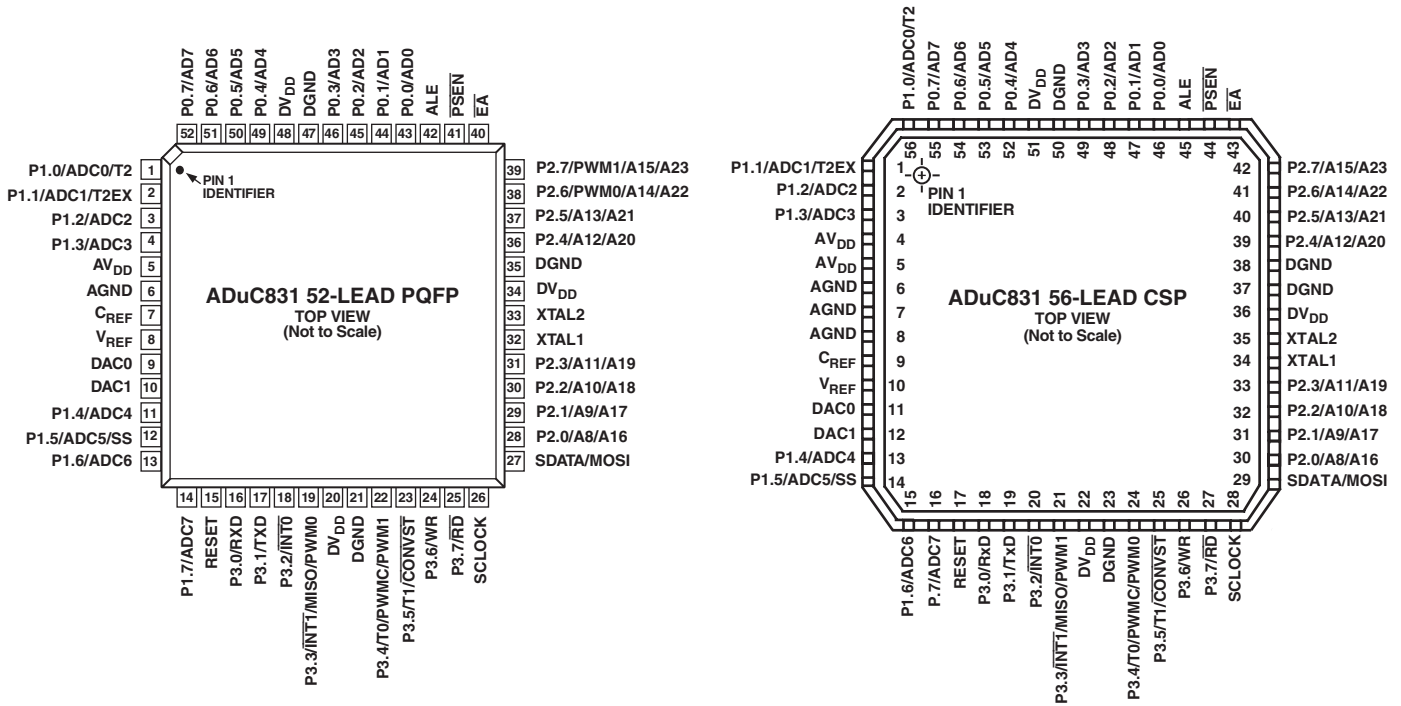 P0.7/AD7
P0.6/AD6
P0.5/AD5
P0.4/AD4
DVDD
DGND
P0.3/AD3
P0.2/AD2
P0.1/AD1
P0.0/AD0
ALE
PSEN
EA
52 51 50 49 48 47 46 45 44 43 42 41 40
P1.0/ADC0/T2 1
P1.1/ADC1/T2EX 2
P1.2/ADC2 3
P1.3/ADC3 4
AVDD 5
AGND 6
CREF 7
VREF 8
DAC0 9
DAC1 10
P1.4/ADC4 11
P1.5/ADC5/SS 12
P1.6/ADC6 13
PIN 1
IDENTIFIER
ADuC831 52-LEAD PQFP
TOP VIEW
(Not to Scale)
39 P2.7/PWM1/A15/A23
38 P2.6/PWM0/A14/A22
37 P2.5/A13/A21
36 P2.4/A12/A20
35 DGND
34 DVDD
33 XTAL2
32 XTAL1
31 P2.3/A11/A19
30 P2.2/A10/A18
29 P2.1/A9/A17
28 P2.0/A8/A16
27 SDATA/MOSI
14 15 16 17 18 19 20 21 22 23 24 25 26
P1.7/ADC7
RESET
P3.0/RXD
P3.1/TXD
P3.2/INT0
P3.3/INT1/MISO/PWM0
DVDD
DGND
P3.4/T0/PWMC/PWM1
P3.5/T1/CONVST
P3.6/WR
P3.7/RD
SCLOCK
P1.0/ADC0/T2
P0.7/AD7
P0.6/AD6
P0.5/AD5
P0.4/AD4
DVDD
DGND
P0.3/AD3
P0.2/AD2
P0.1/AD1
P0.0/AD0
ALE
PSEN
EA
56 55 54 53 52 51 50 49 48 47 46 45 44 43
P1.1/ADC1/T2EX 1
P1.2/ADC2 2
P1.3/ADC3 3
AVDD 4
AVDD 5
AGND 6
AGND 7
AGND 8
CREF 9
VREF 10
DAC0 11
DAC1 12
P1.4/ADC4 13
P1.5/ADC5/SS 14
PIN 1
IDENTIFIER
ADuC831 56-LEAD CSP
TOP VIEW
(Not to Scale)
42 P2.7/A15/A23
41 P2.6/A14/A22
40 P2.5/A13/A21
39 P2.4/A12/A20
38 DGND
37 DGND
36 DVDD
35 XTAL2
34 XTAL1
33 P2.3/A11/A19
32 P2.2/A10/A18
31 P2.1/A9/A17
30 P2.0/A8/A16
29 SDATA/MOSI
15 16 17 18 19 20 21 22 23 24 25 26 27 28
P1.6/ADC6
P.7/ADC7
RESET
P3.0/RxD
P3.1/TxD
P3.2/INT0
P3.3/INT1/MISO/PWM1
DVDD
DGND
P3.4/T0/PWMC/PWM0
P3.5/T1/CONVST
P3.6/WR
P3.7/RD
SCLOCK